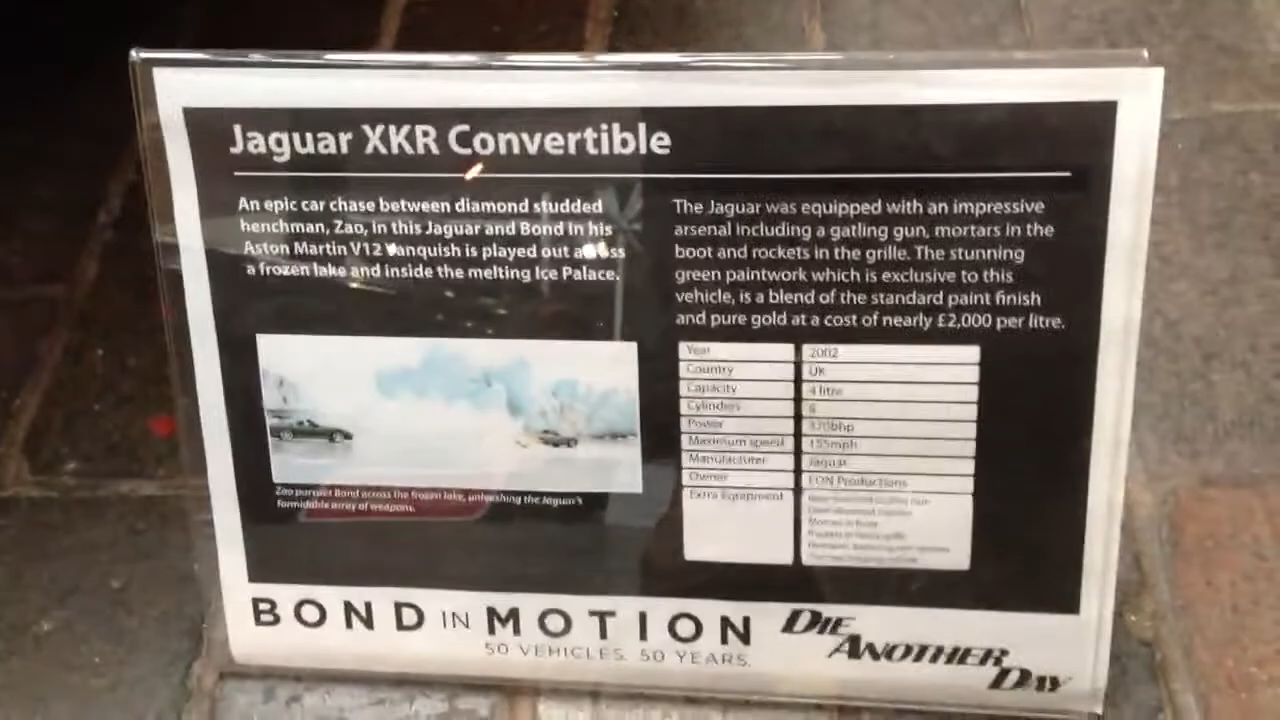 Jaguar XKR Convertible
An epic car chase between diamond studded
henchman, Zao, in this Jaguar and Bond in his
Aston Martin V12 Vanquish is played out across
a frozen lake and inside the melting Ice Palace.
The Jaguar was equipped with an impressive
arsenal including a gatling gun, mortars in the
boot and rockets in the grille. The stunning
green paintwork which is exclusive to this
vehicle, is a blend of the standard paint finish
and pure gold at a cost of nearly £2,000 per litre.
Zao pursues Bond across the frozen lake, unleashing the Jaguar's
formidable array of weapons.
Year 2002
Country UK
Capacity 4 litre
Cylinders
Power 370bhp
Maximum speed 155mph
Manufacturer Jaguar
Owner EON Productions
Extra Equipment
Mortars in boot
BOND IN MOTION
50 VEHICLES. 50 YEARS.
DIE
ANOTHER
DAY